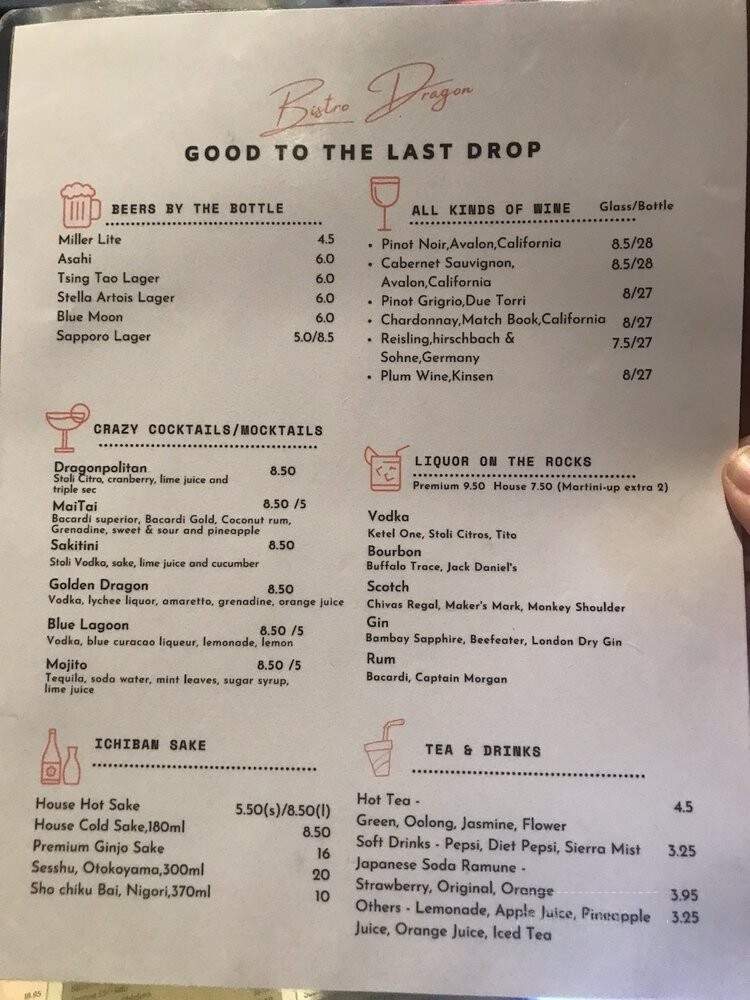 Bistro Dragon
GOOD TO THE LAST DROP
BEERS BY THE BOTTLE
Miller Lite 4.5
Asahi 6.0
Tsing Tao Lager 6.0
Stella Artois Lager 6.0
Blue Moon 6.0
Sapporo Lager 5.0/8.5
ALL KINDS OF WINE Glass/Bottle
• Pinot Noir,Avalon,California 8.5/28
• Cabernet Sauvignon, 8.5/28
Avalon,California
• Pinot Grigrio,Due Torri 8/27
• Chardonnay,Match Book,California 8/27
• Reisling,hirschbach & 7.5/27
Sohne,Germany
• Plum Wine,Kinsen 8/27
CRAZY COCKTAILS/MOCKTAILS
Dragonpolitan 8.50
Stoli Citro, cranberry, lime juice and
triple sec
MaiTai 8.50 /5
Bacardi superior, Bacardi Gold, Coconut rum,
Grenadine, sweet & sour and pineapple
Sakitini 8.50
Stoli Vodka, sake, lime juice and cucumber
Golden Dragon 8.50
Vodka, lychee liquor, amaretto, grenadine, orange juice
Blue Lagoon 8.50 /5
Vodka, blue curacao liqueur, lemonade, lemon
Mojito 8.50 /5
Tequila, soda water, mint leaves, sugar syrup,
lime juice
LIQUOR ON THE ROCKS
Premium 9.50 House 7.50 (Martini-up extra 2)
Vodka
Ketel One, Stoli Citros, Tito
Bourbon
Buffalo Trace, Jack Daniel's
Scotch
Chivas Regal, Maker's Mark, Monkey Shoulder
Gin
Bambay Sapphire, Beefeater, London Dry Gin
Rum
Bacardi, Captain Morgan
ICHIBAN SAKE
House Hot Sake 5.50(s)/8.50(l)
House Cold Sake,180ml 8.50
Premium Ginjo Sake 16
Sesshu, Otokoyama,300ml 20
Sho chiku Bai, Nigori,370ml 10
TEA & DRINKS
Hot Tea - 4.5
Green, Oolong, Jasmine, Flower
Soft Drinks - Pepsi, Diet Pepsi, Sierra Mist 3.25
Japanese Soda Ramune -
Strawberry, Original, Orange 3.95
Others - Lemonade, Apple Juice, Pineapple 3.25
Juice, Orange Juice, Iced Tea
18.95